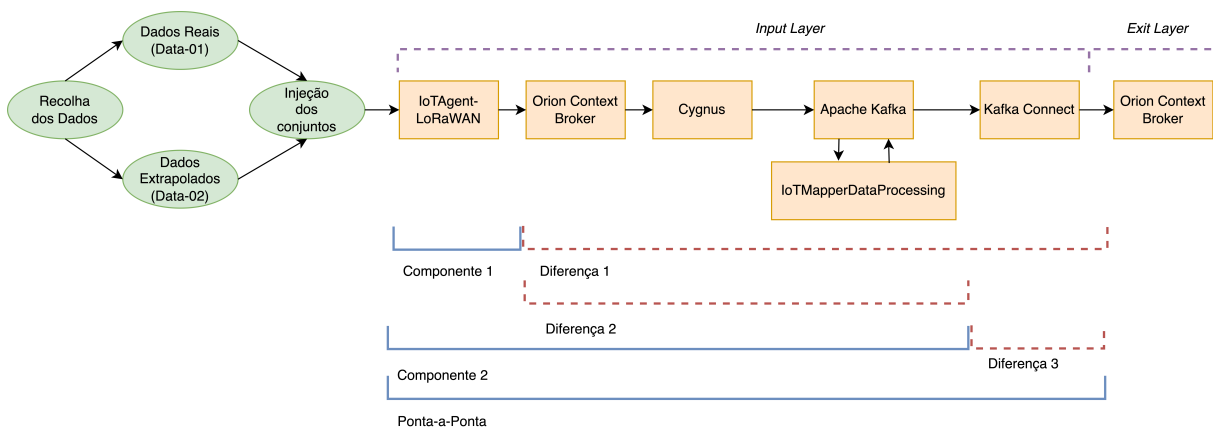 Input Layer
Exit Layer
Dados Reais
(Data-01)
Recolha
dos Dados
Injeção
dos
conjuntos
Dados
Extrapolados
(Data-02)
IoTAgent-
LoRaWAN
Orion Context
Broker
Cygnus
Apache Kafka
Kafka Connect
Orion Context
Broker
IoTMapperDataProcessing
Componente 1
Diferença 1
Diferença 2
Diferença 3
Componente 2
Ponta-a-Ponta